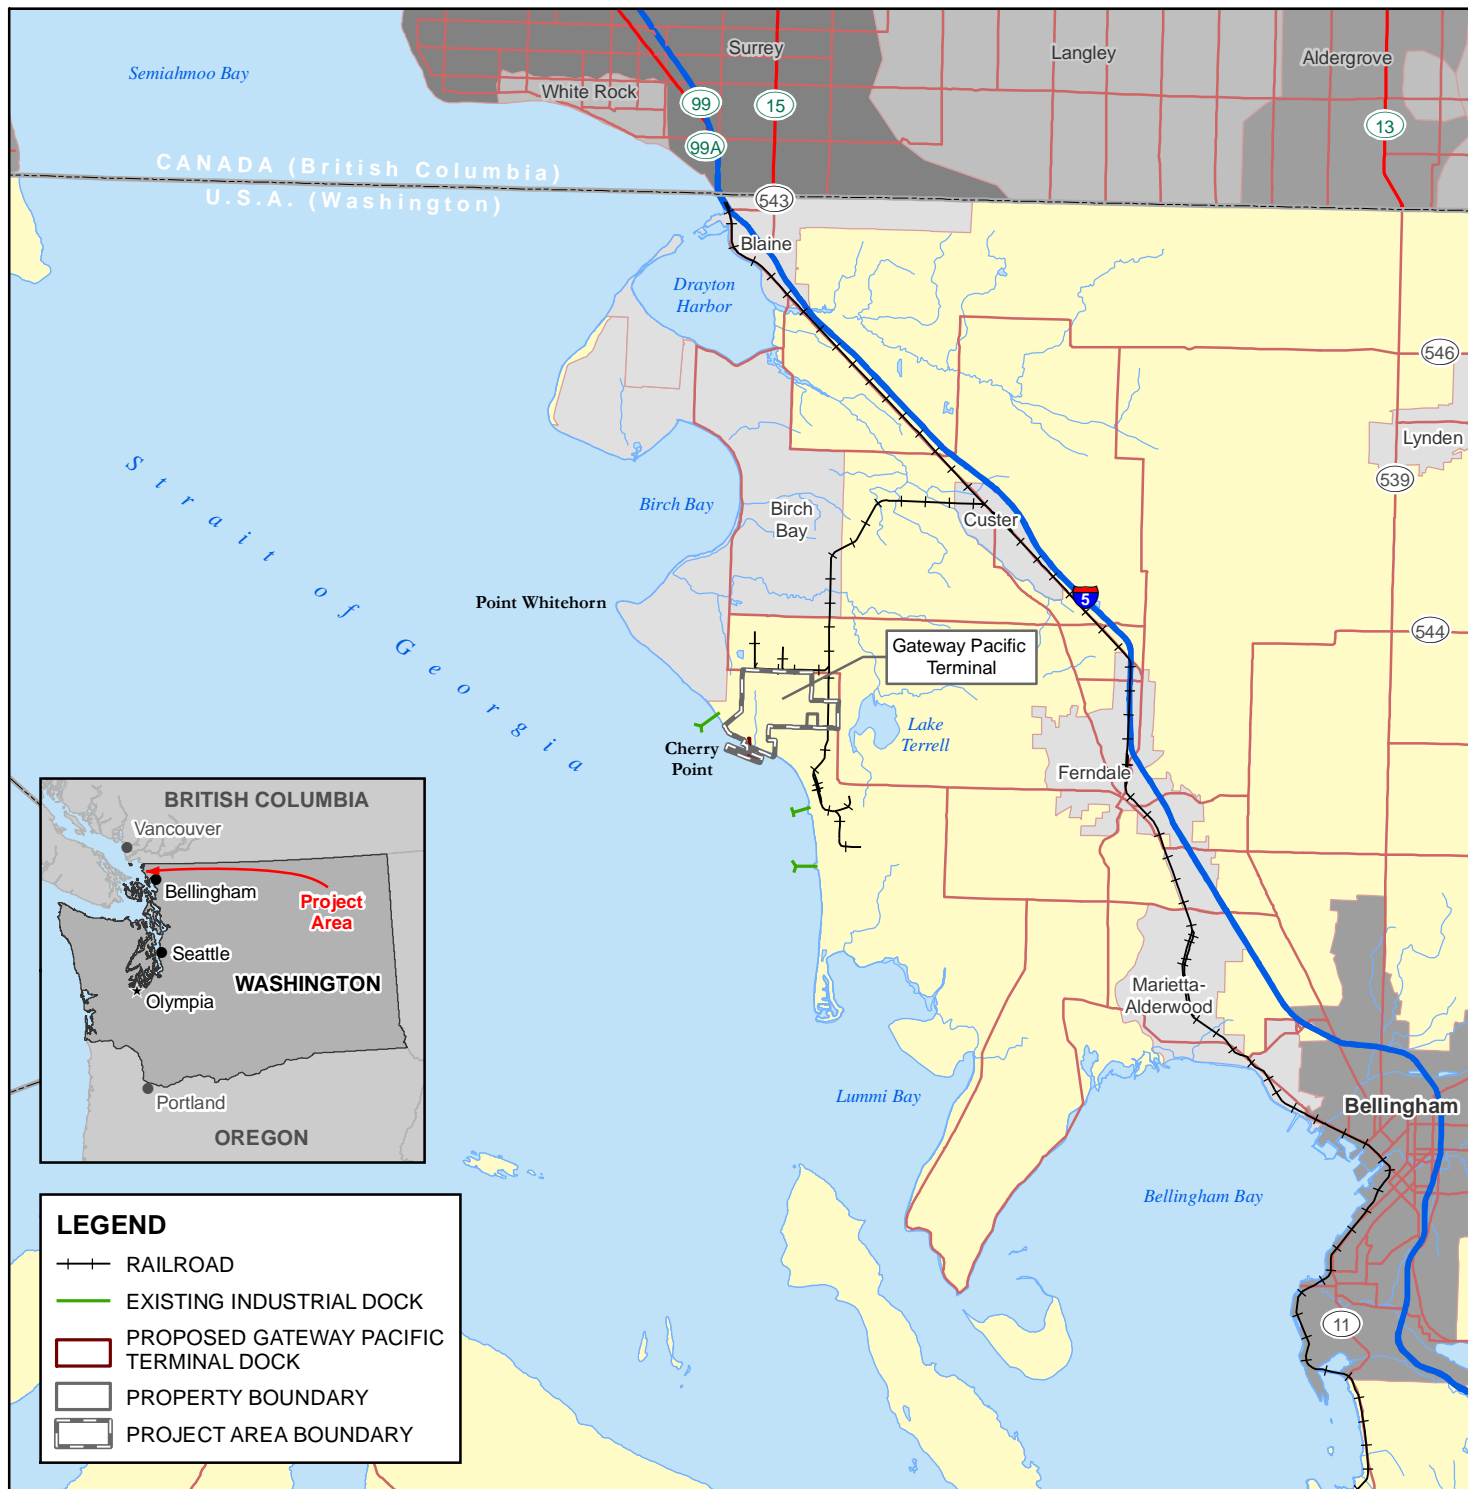 Semiahmoo Bay
Surrey
Langley
Aldergrove
White Rock
99
15
13
99A
CANADA (British Columbia)
U.S.A. (Washington)
543
Blaine
Drayton
Harbor
546
Lynden
539
Strait of Georgia
Birch Bay
Birch
Bay
Custer
Point Whitehorn
5
544
Gateway Pacific
Terminal
Lake
Terrell
Cherry
Point
Ferndale
BRITISH COLUMBIA
Vancouver
Bellingham
Project
Area
Seattle
WASHINGTON
Olympia
Portland
OREGON
Marietta-
Alderwood
Lummi Bay
Bellingham
Bellingham Bay
11
LEGEND
RAILROAD
EXISTING INDUSTRIAL DOCK
PROPOSED GATEWAY PACIFIC
TERMINAL DOCK
PROPERTY BOUNDARY
PROJECT AREA BOUNDARY